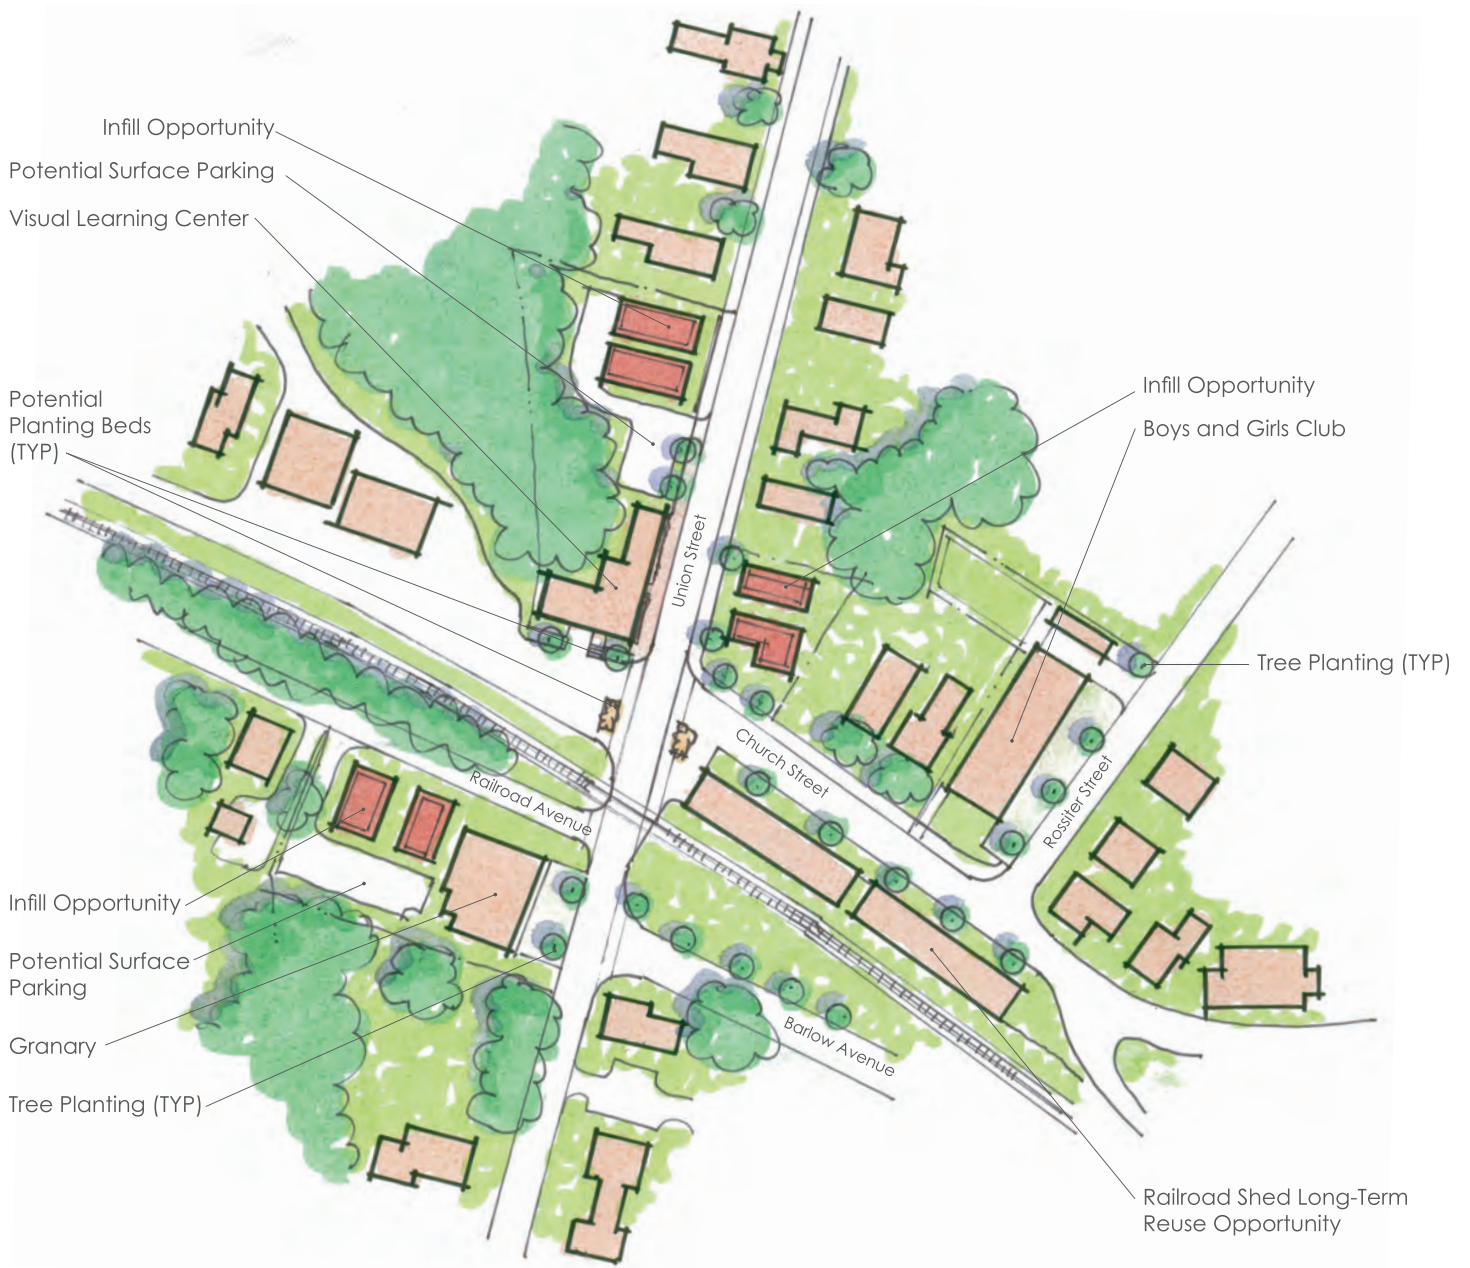 Infill Opportunity
Potential Surface Parking
Visual Learning Center
Potential
Planting Beds
(TYP)
Infill Opportunity
Boys and Girls Club
Union Street
Tree Planting (TYP)
Church Street
Rossiter Street
Railroad Avenue
Infill Opportunity
Potential Surface
Parking
Granary
Barlow Avenue
Tree Planting (TYP)
Railroad Shed Long-Term
Reuse Opportunity